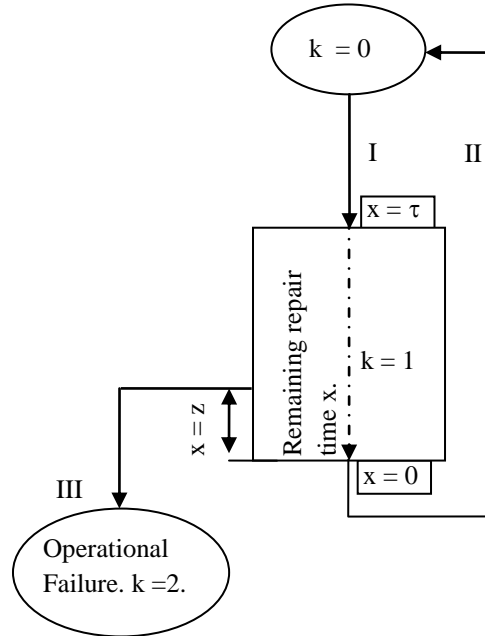 k = 0
I
II
x = τ
Remaining repair
time x.
k = 1
x = z
x = 0
III
Operational
Failure. k =2.